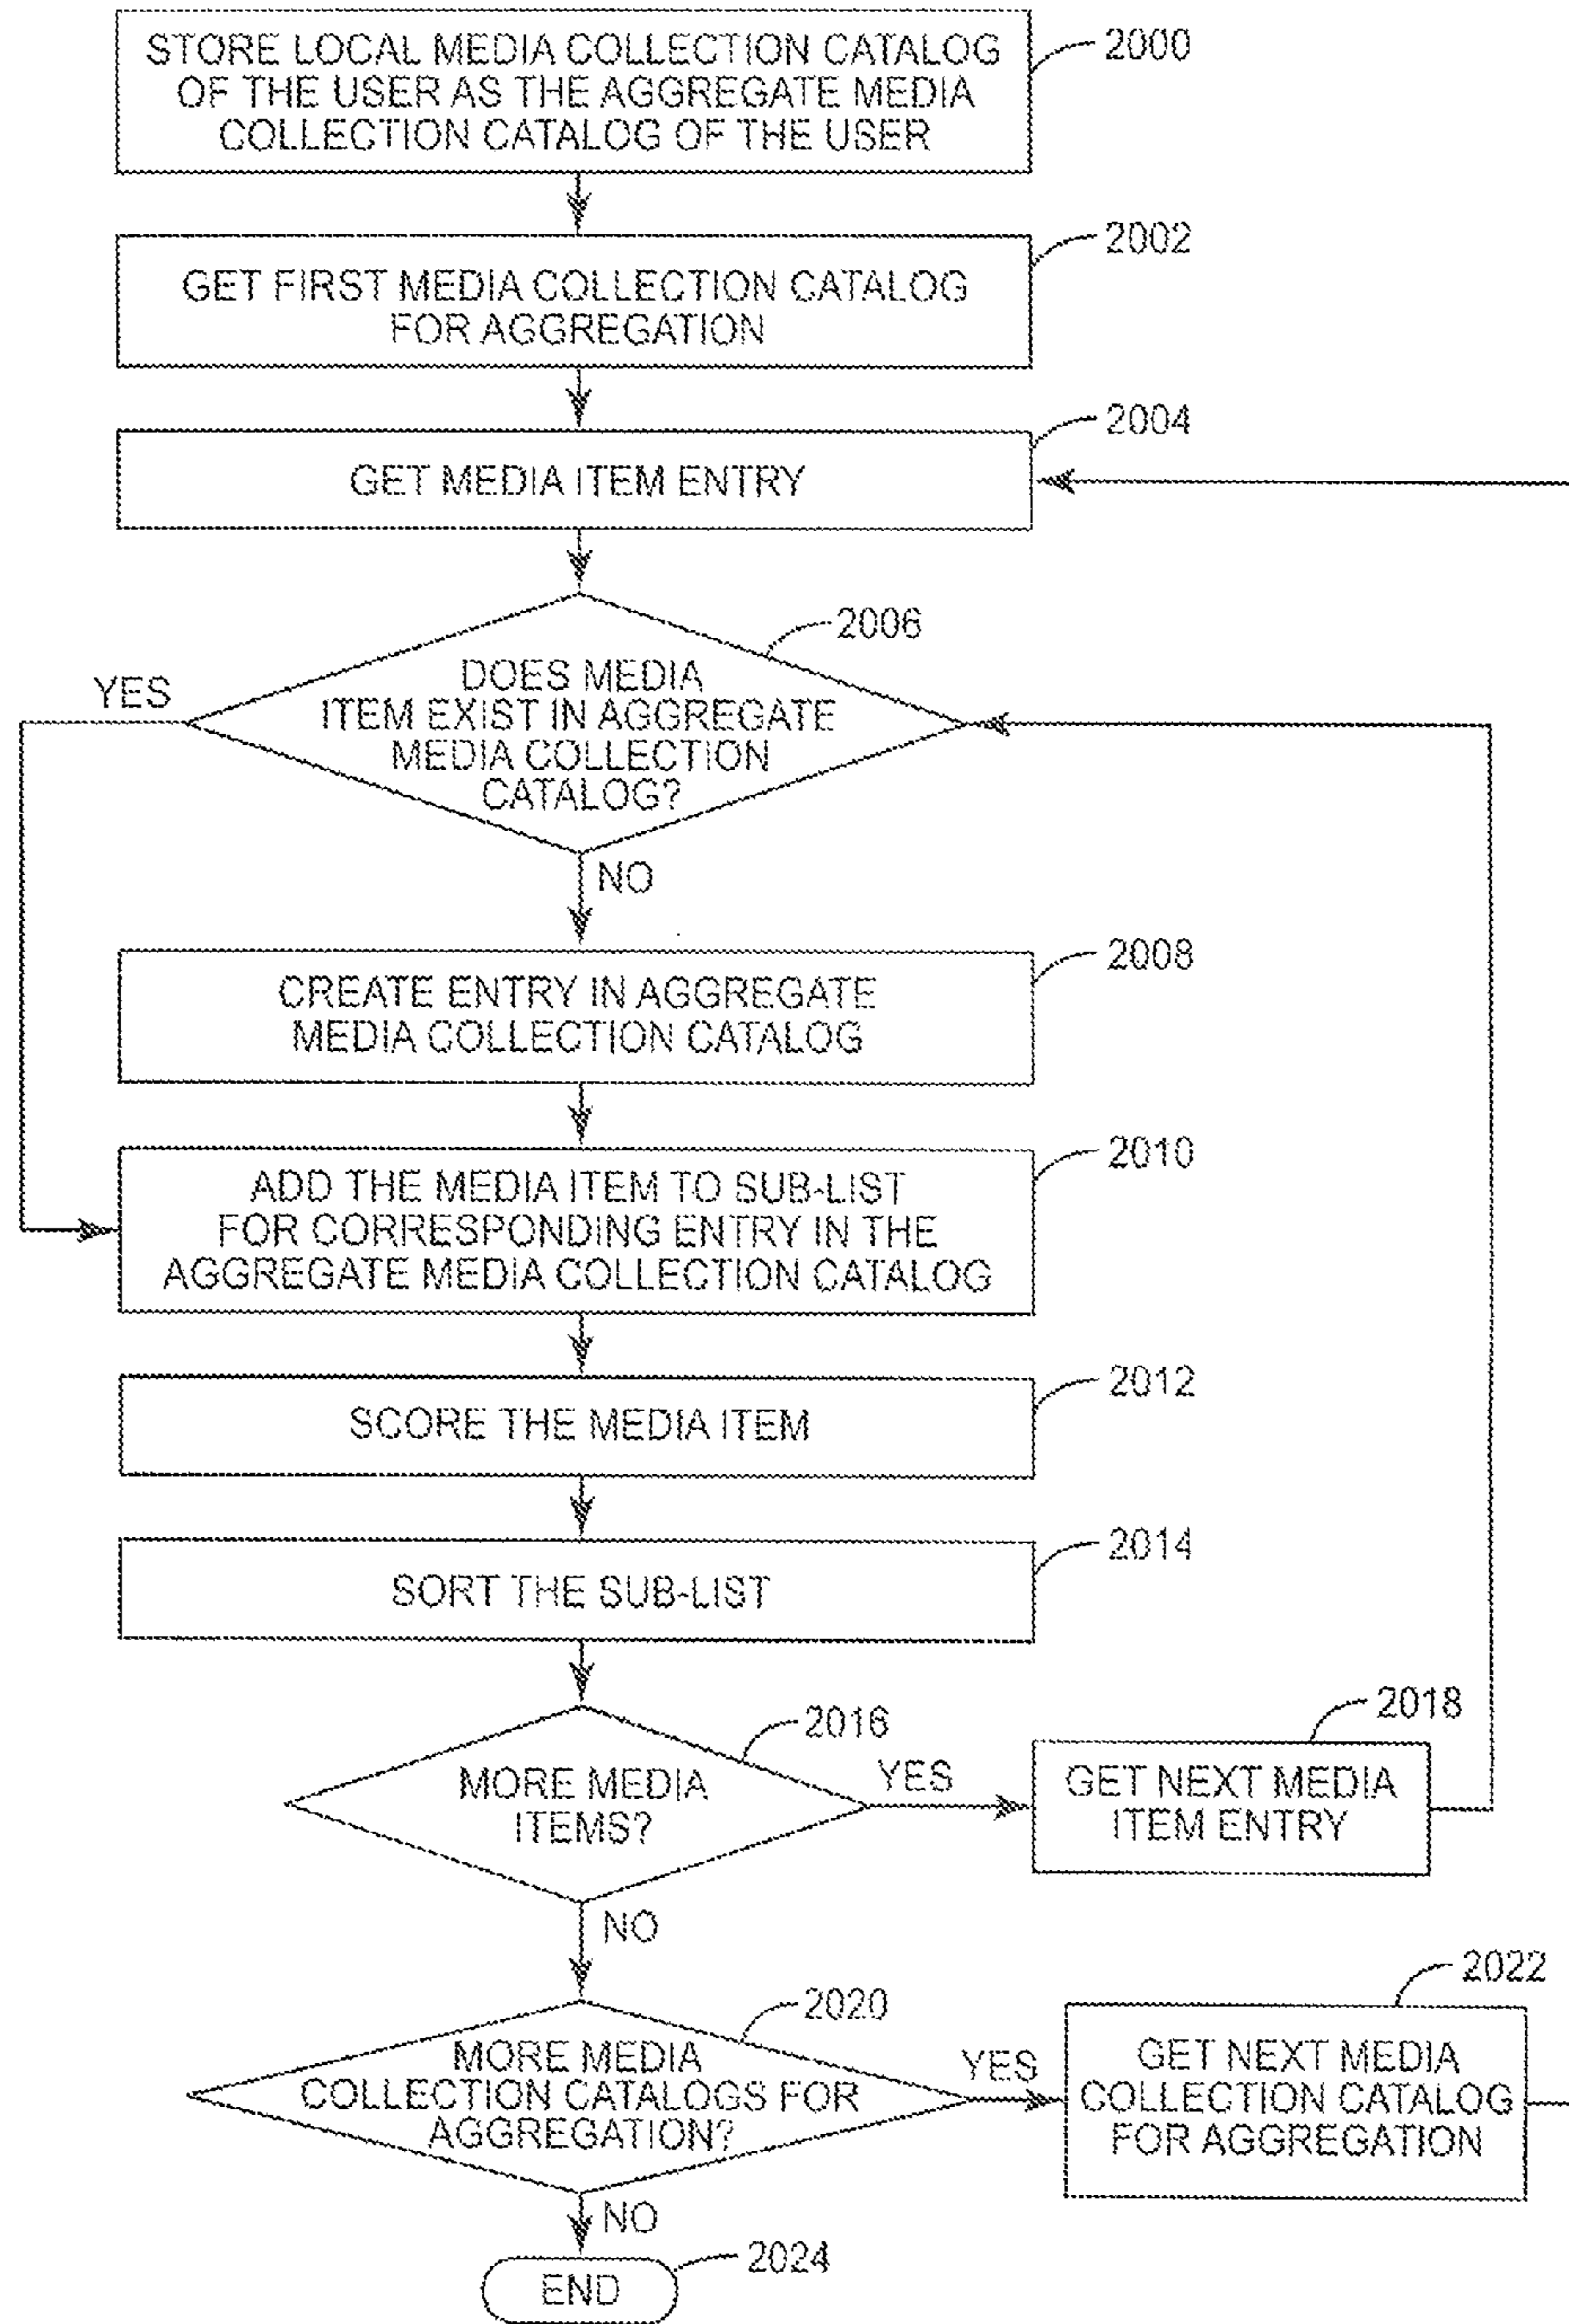 STORE LOCAL MEDIA COLLECTION CATALOG
OF THE USER AS THE AGGREGATE MEDIA
COLLECTION CATALOG OF THE USER
2000
GET FIRST MEDIA COLLECTION CATALOG
FOR AGGREGATION
2002
GET MEDIA ITEM ENTRY
2004
2006
YES
DOES MEDIA
ITEM EXIST IN AGGREGATE
MEDIA COLLECTION
CATALOG?
NO
CREATE ENTRY IN AGGREGATE
MEDIA COLLECTION CATALOG
2008
ADD THE MEDIA ITEM TO SUB-LIST
FOR CORRESPONDING ENTRY IN THE
AGGREGATE MEDIA COLLECTION CATALOG
2010
SCORE THE MEDIA ITEM
2012
SORT THE SUB-LIST
2014
2016
MORE MEDIA
ITEMS?
YES
2018
GET NEXT MEDIA
ITEM ENTRY
NO
2020
MORE MEDIA
COLLECTION CATALOGS FOR
AGGREGATION?
YES
2022
GET NEXT MEDIA
COLLECTION CATALOG
FOR AGGREGATION
NO
END
2024